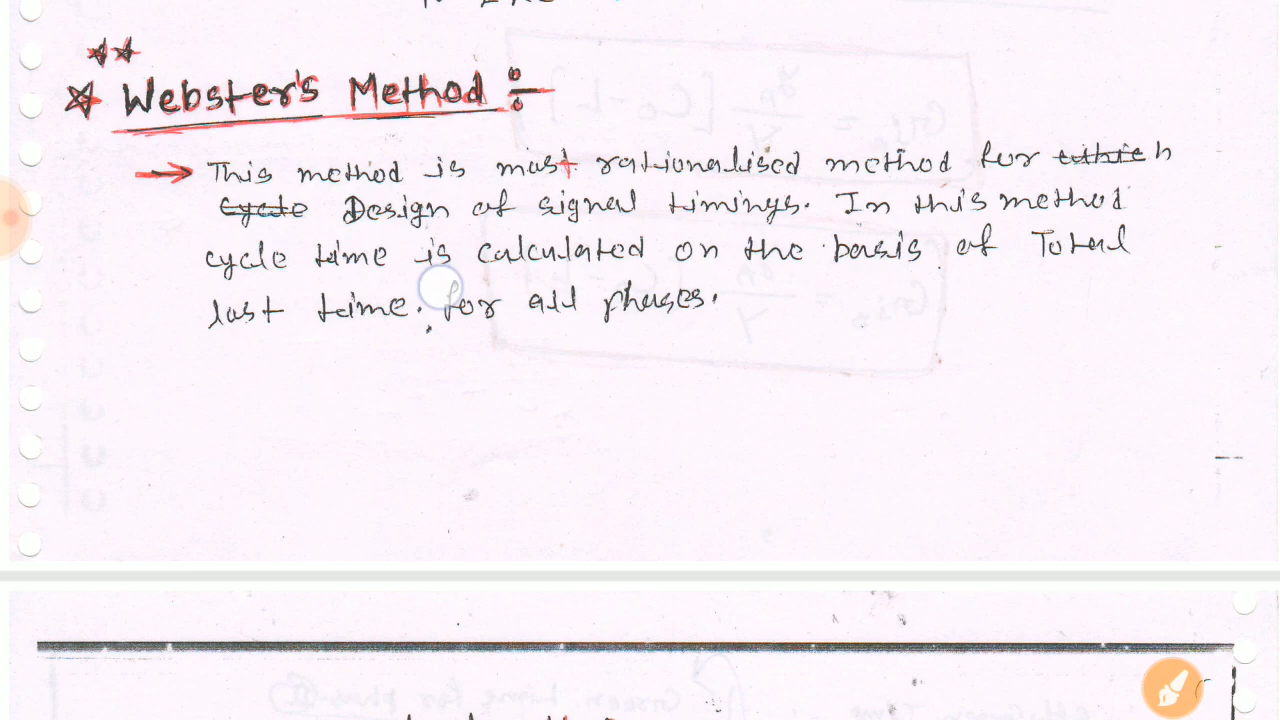 Webster's Method ÷
→ This method is most rationalised method for which
cycle Design of signal timings. In this method
cycle time is calculated on the basis of Total
lost time. for all phases.